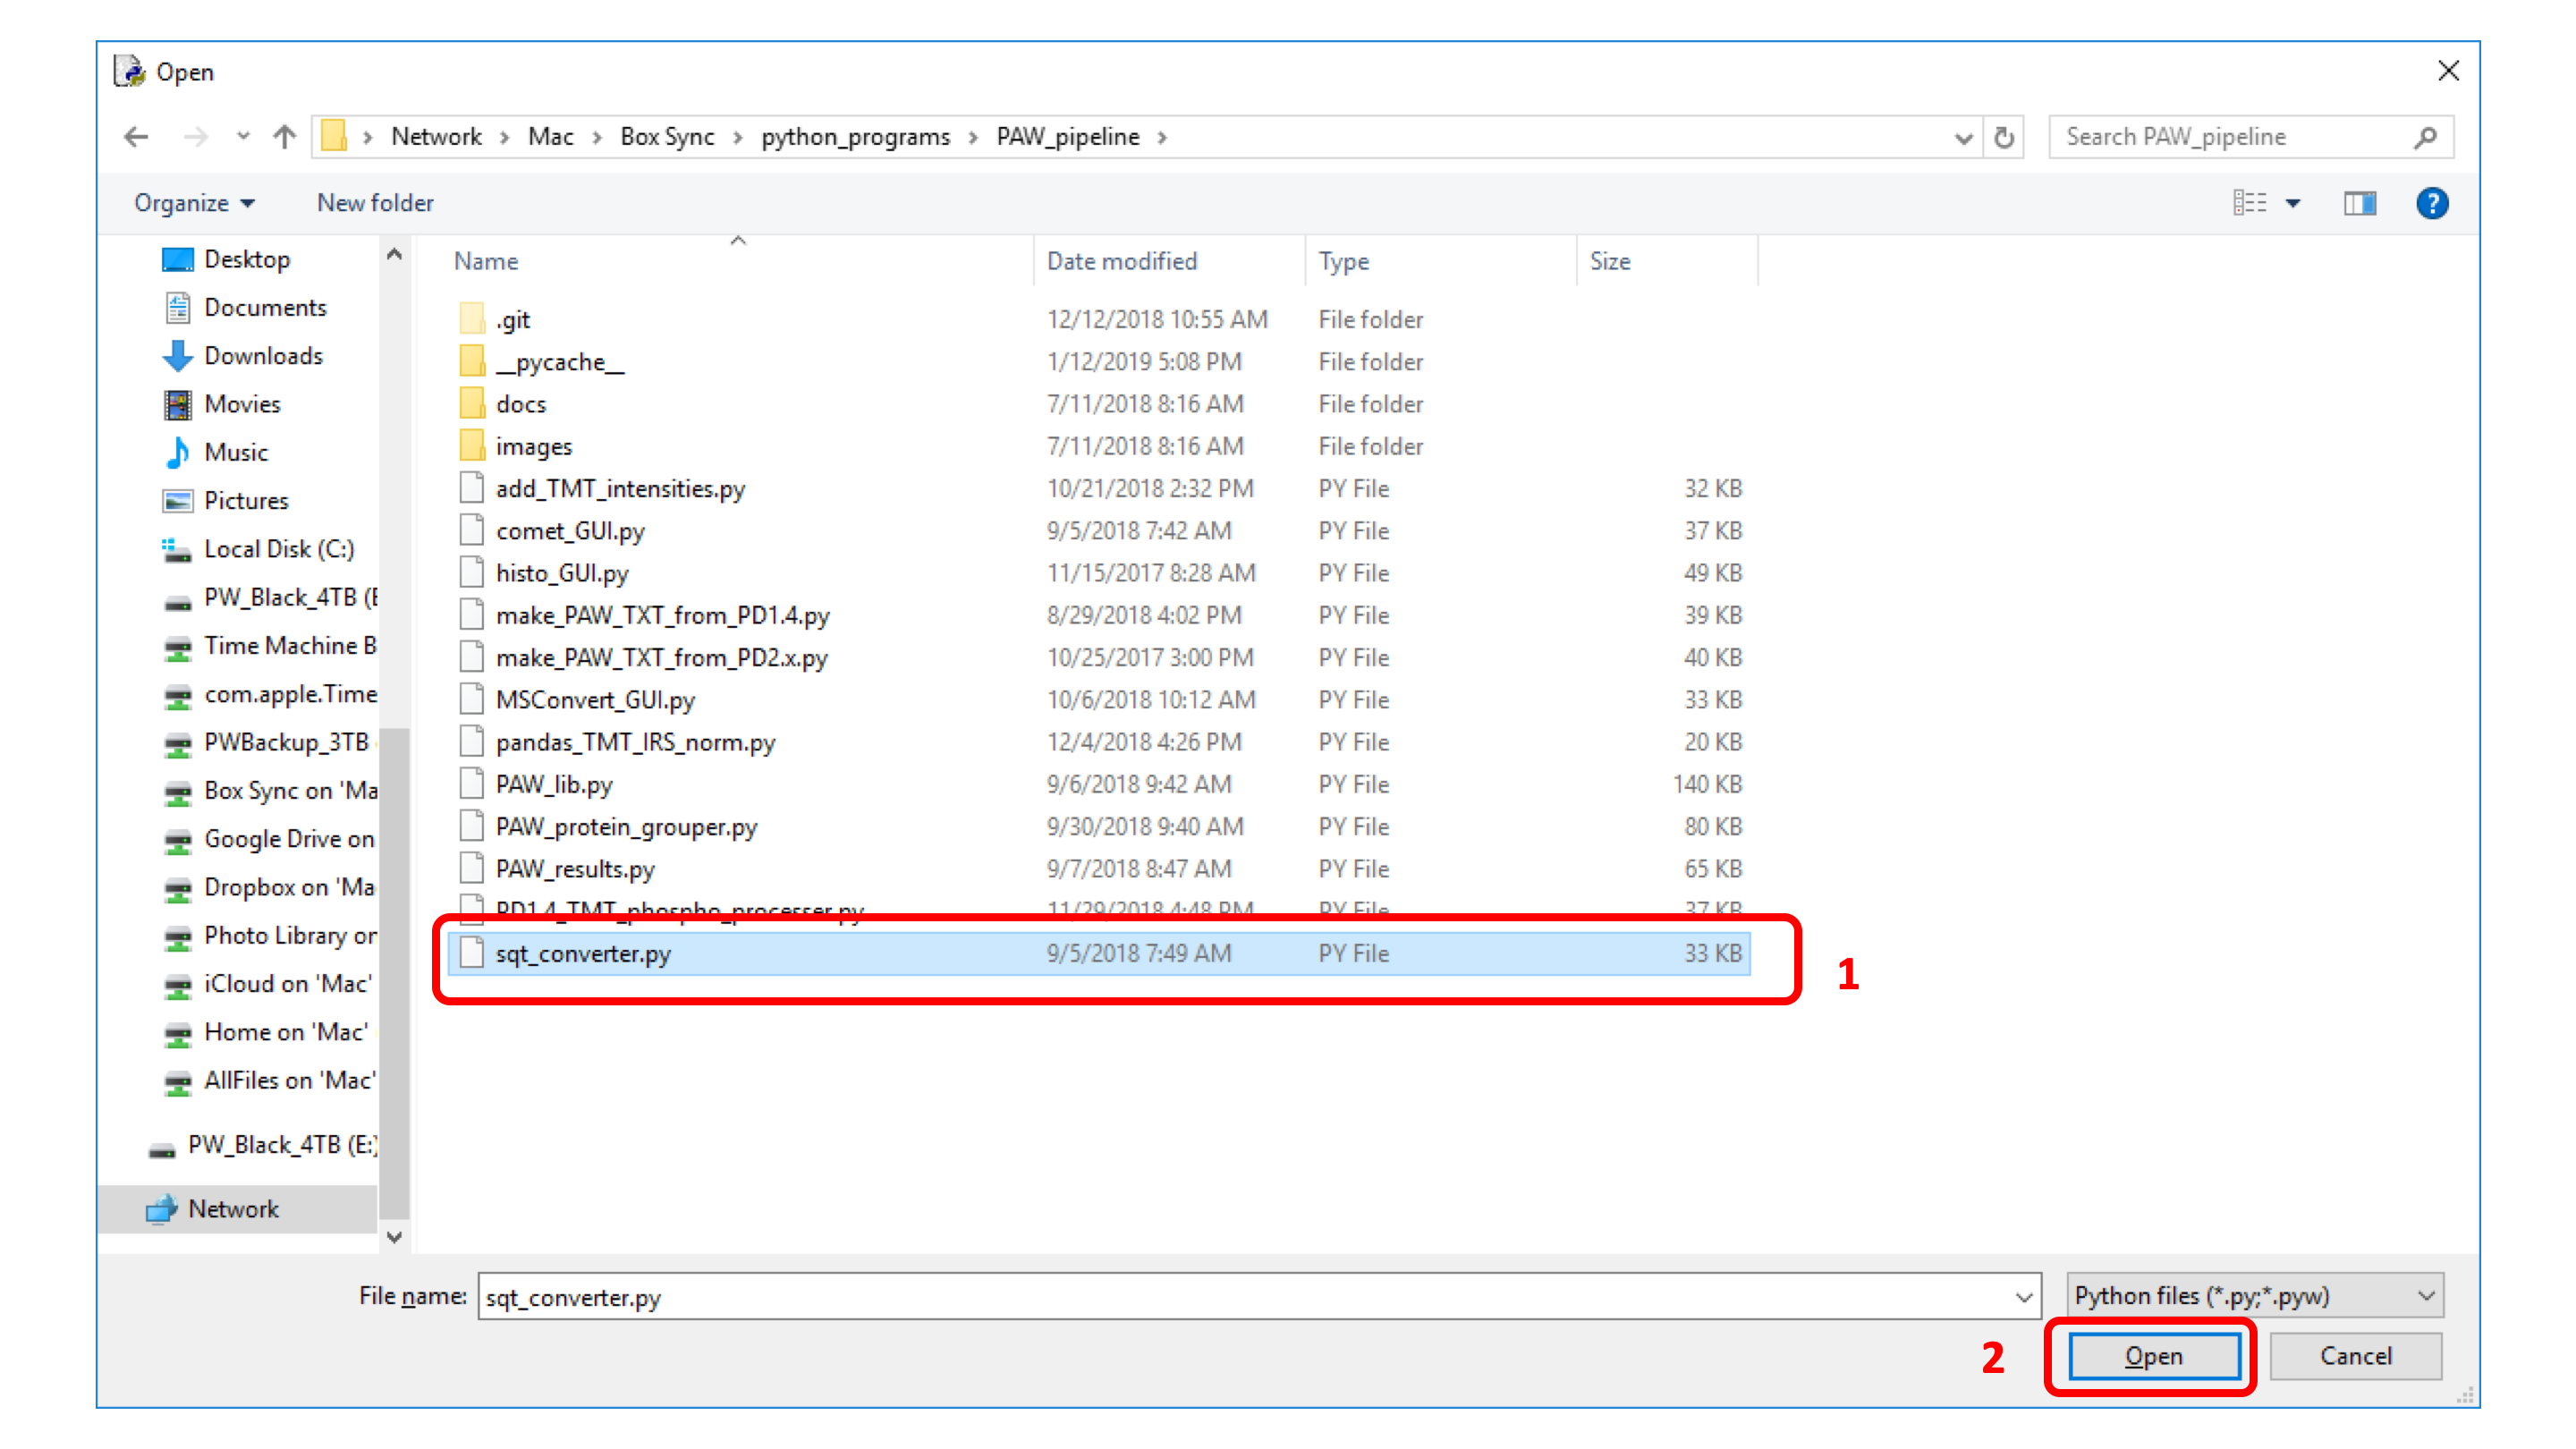 Open
Network > Mac > Box Sync > python_programs > PAW_pipeline >
Search PAW_pipeline
Organize
New folder
Name
Date modified
Type
Size
Desktop
Documents
Downloads
Movies
Music
Pictures
Local Disk (C:)
PW_Black_4TB (E
Time Machine B
com.apple.Time
PWBackup_3TB
Box Sync on 'Ma
Google Drive on
Dropbox on 'Ma
Photo Library or
iCloud on 'Mac'
Home on 'Mac'
AllFiles on 'Mac'
PW_Black_4TB (E:)
Network
.git 12/12/2018 10:55 AM File folder
__pycache__ 1/12/2019 5:08 PM File folder
docs 7/11/2018 8:16 AM File folder
images 7/11/2018 8:16 AM File folder
add_TMT_intensities.py 10/21/2018 2:32 PM PY File 32 KB
comet_GUI.py 9/5/2018 7:42 AM PY File 37 KB
histo_GUI.py 11/15/2017 8:28 AM PY File 49 KB
make_PAW_TXT_from_PD1.4.py 8/29/2018 4:02 PM PY File 39 KB
make_PAW_TXT_from_PD2.x.py 10/25/2017 3:00 PM PY File 40 KB
MSConvert_GUI.py 10/6/2018 10:12 AM PY File 33 KB
pandas_TMT_IRS_norm.py 12/4/2018 4:26 PM PY File 20 KB
PAW_lib.py 9/6/2018 9:42 AM PY File 140 KB
PAW_protein_grouper.py 9/30/2018 9:40 AM PY File 80 KB
PAW_results.py 9/7/2018 8:47 AM PY File 65 KB
PD1.4_TMT_phospho_processer.py 11/29/2018 4:48 PM PY File 37 KB
sqt_converter.py 9/5/2018 7:49 AM PY File 33 KB
1
File name: sqt_converter.py
Python files (*.py;*.pyw)
2
Open
Cancel